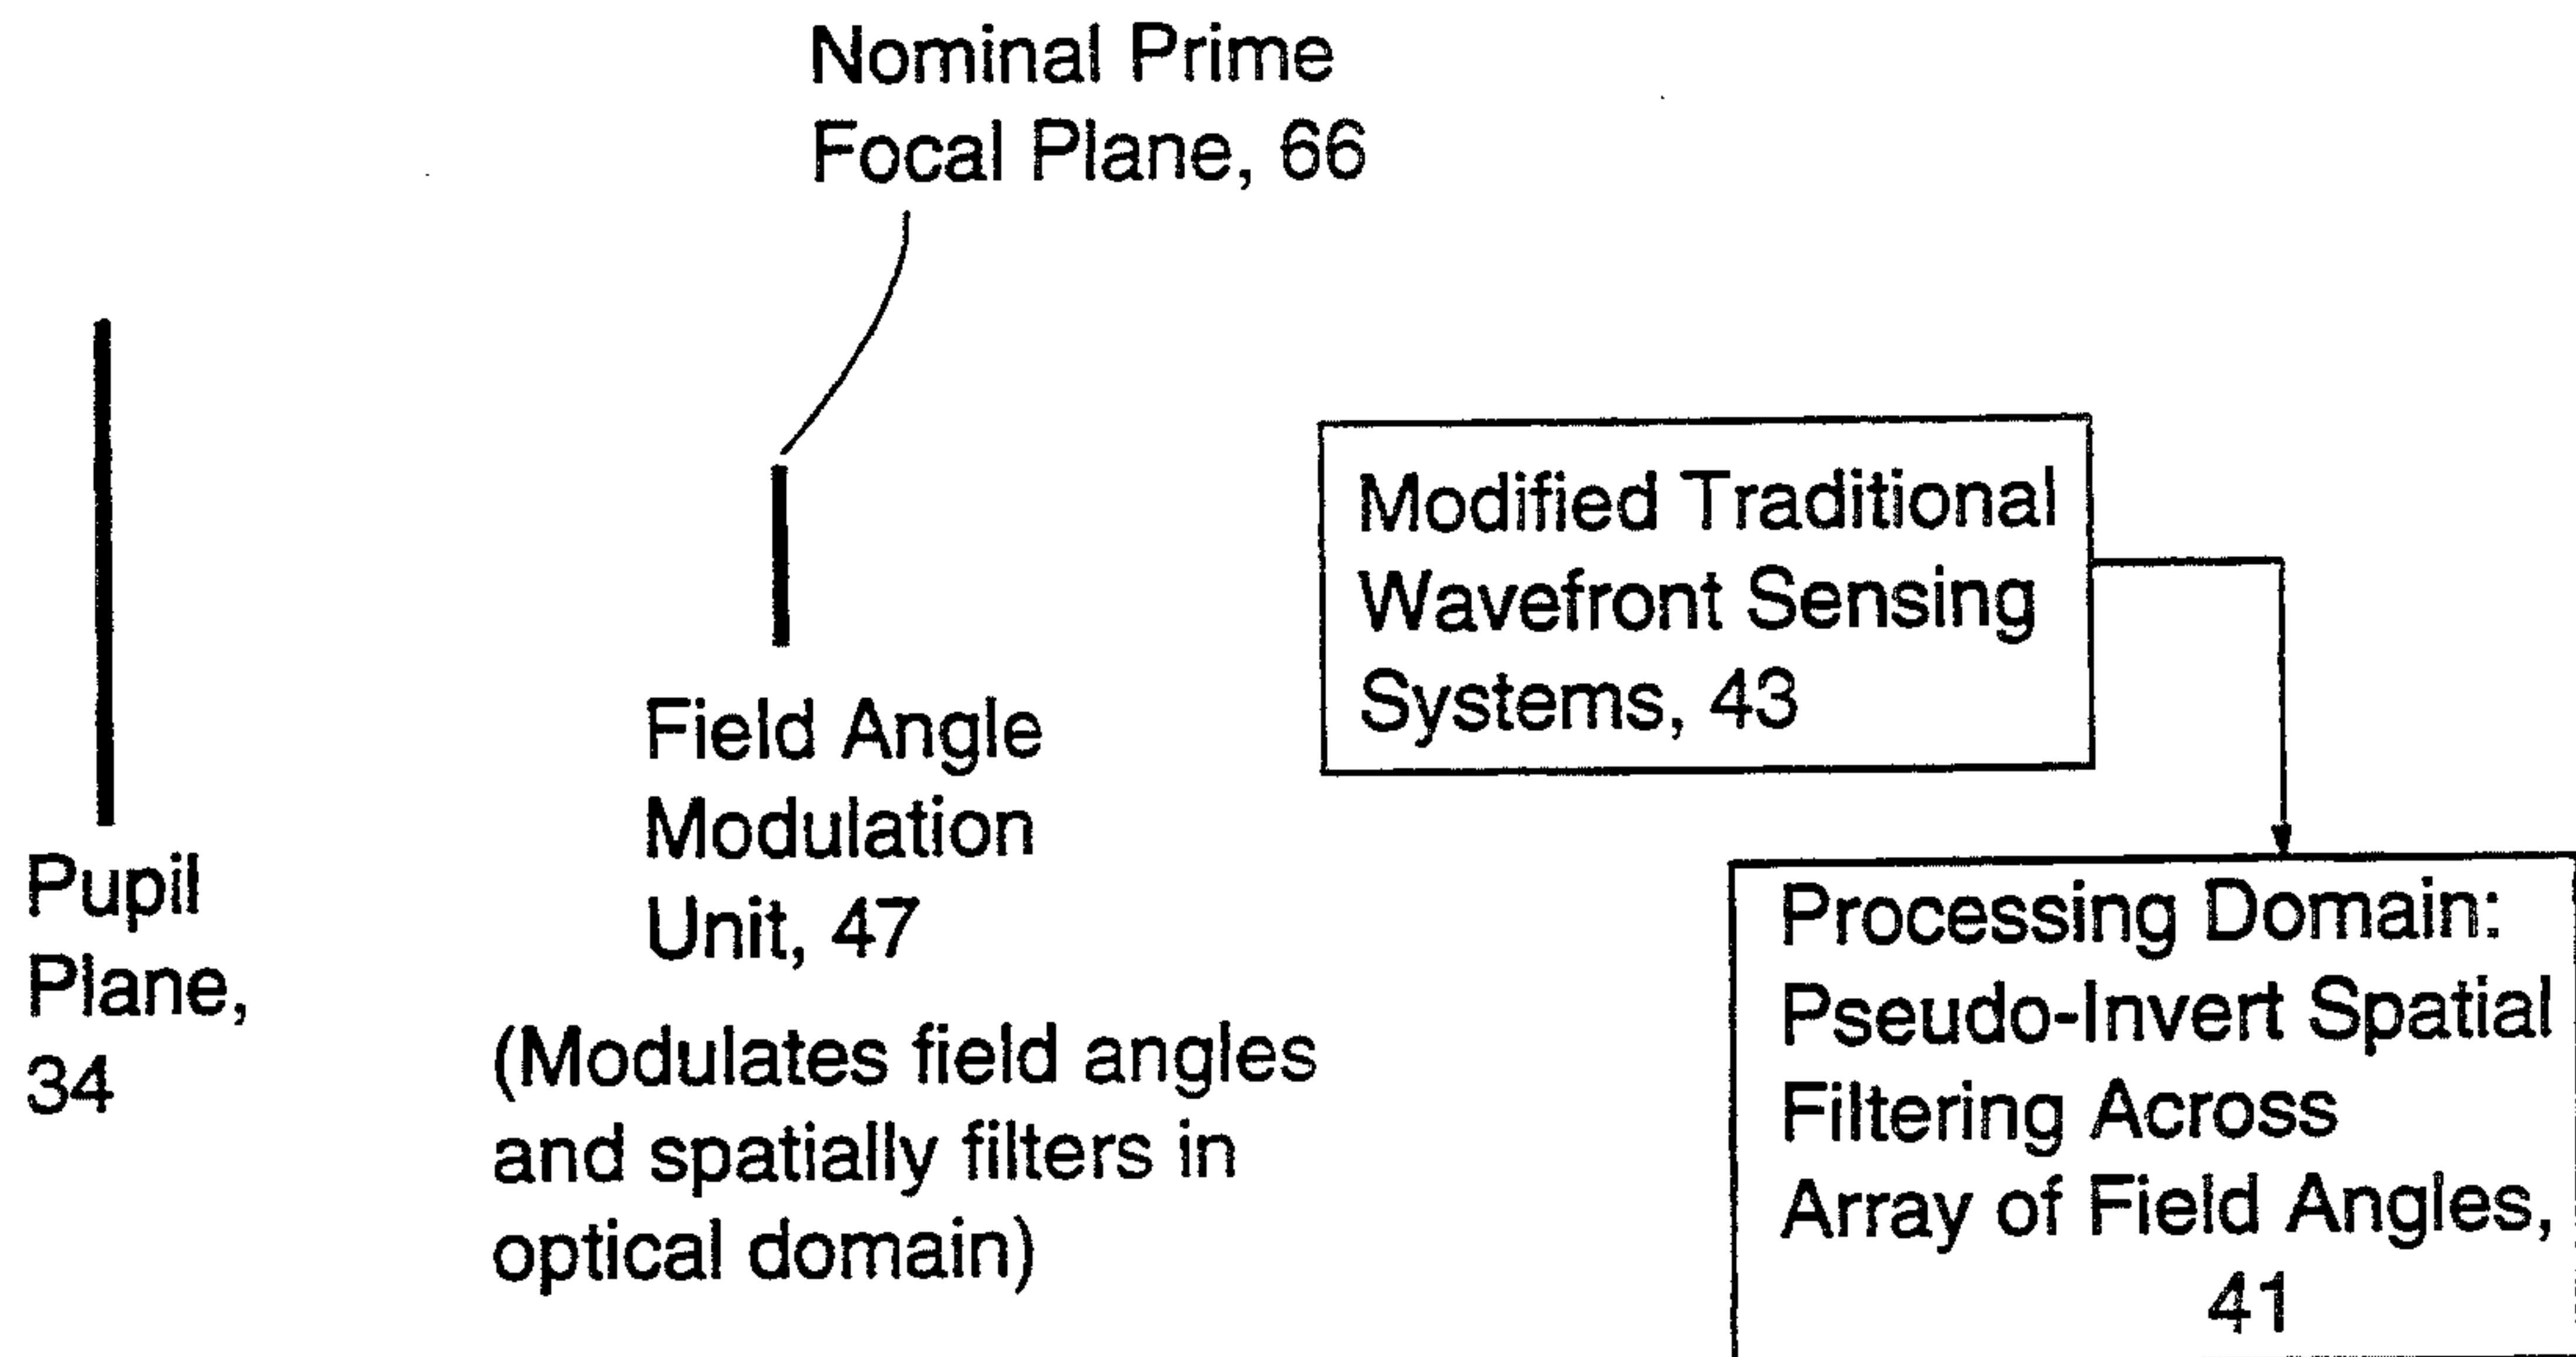 Nominal Prime
Focal Plane, 66
Pupil
Plane,
34
Field Angle
Modulation
Unit, 47
(Modulates field angles
and spatially filters in
optical domain)
Modified Traditional
Wavefront Sensing
Systems, 43
Processing Domain:
Pseudo-Invert Spatial
Filtering Across
Array of Field Angles,
41